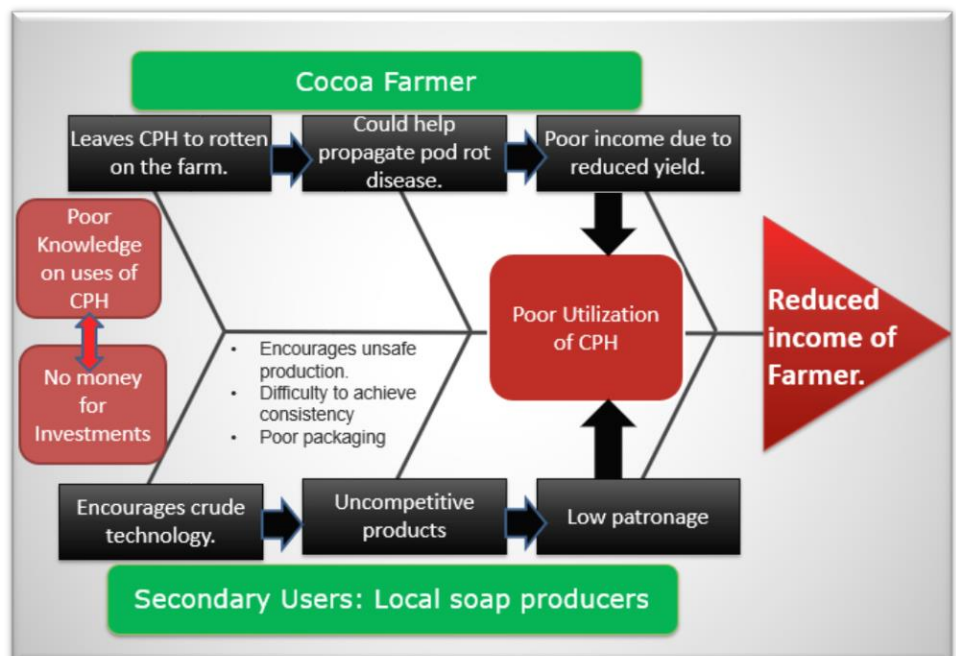 Cocoa Farmer
Leaves CPH to rotten
on the farm.
Could help
propagate pod rot
disease.
Poor income due to
reduced yield.
Poor
Knowledge
on uses of
CPH
No money
for
Investments
• Encourages unsafe
production.
• Difficulty to achieve
consistency
• Poor packaging
Poor Utilization
of CPH
Reduced
income of
Farmer.
Encourages crude
technology.
Uncompetitive
products
Low patronage
Secondary Users: Local soap producers